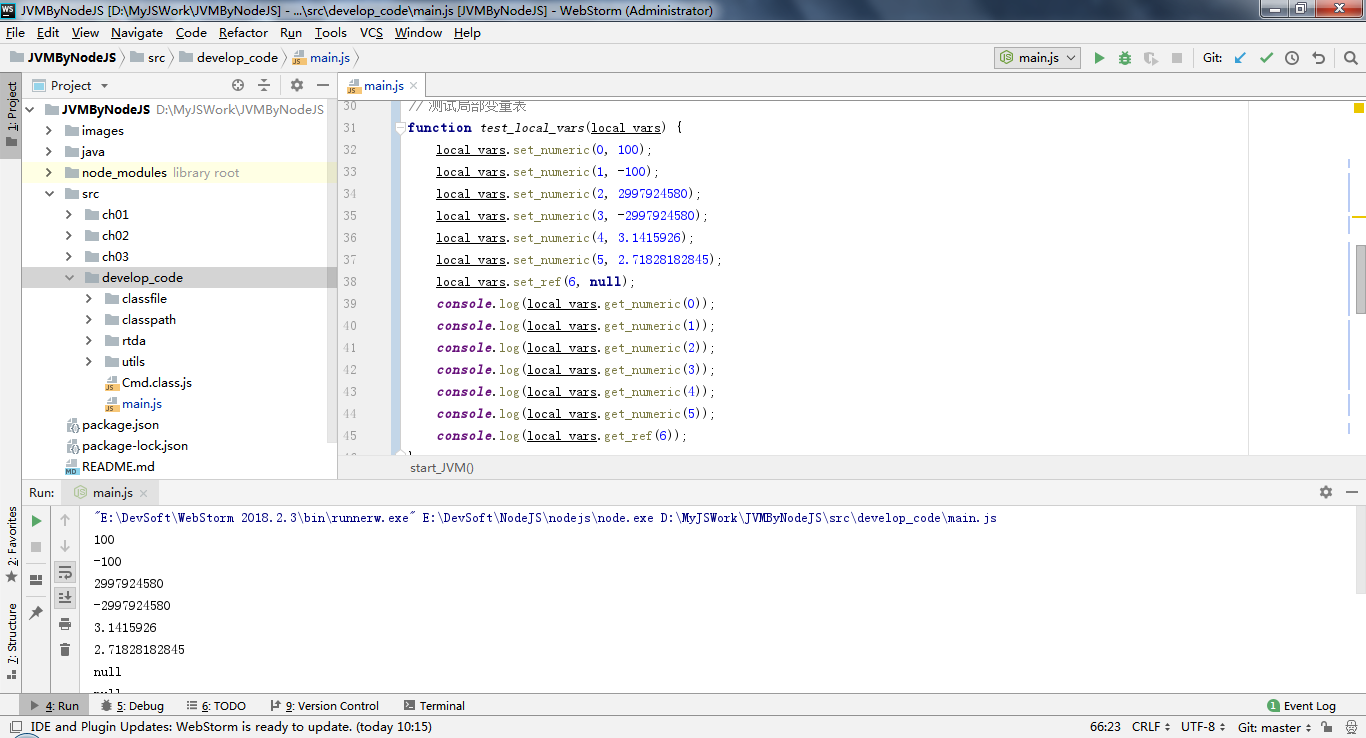 JVMByNodeJS [D:\MyJSWork\JVMByNodeJS] - ...\src\develop_code\main.js [JVMByNodeJS] - WebStorm (Administrator)
File Edit View Navigate Code Refactor Run Tools VCS Window Help
JVMByNodeJS src develop_code main.js main.js Git:
1: Project
Project
JVMByNodeJS D:\MyJSWork\JVMByNodeJS
images
java
node_modules library root
src
ch01
ch02
ch03
develop_code
classfile
classpath
rtda
utils
Cmd.class.js
main.js
package.json
package-lock.json
README.md
main.js
30 // 测试局部变量表
31 function test_local_vars(local_vars) {
32 local_vars.set_numeric(0, 100);
33 local_vars.set_numeric(1, -100);
34 local_vars.set_numeric(2, 2997924580);
35 local_vars.set_numeric(3, -2997924580);
36 local_vars.set_numeric(4, 3.1415926);
37 local_vars.set_numeric(5, 2.71828182845);
38 local_vars.set_ref(6, null);
39 console.log(local_vars.get_numeric(0));
40 console.log(local_vars.get_numeric(1));
41 console.log(local_vars.get_numeric(2));
42 console.log(local_vars.get_numeric(3));
43 console.log(local_vars.get_numeric(4));
44 console.log(local_vars.get_numeric(5));
45 console.log(local_vars.get_ref(6));
start_JVM()
Run: main.js
2: Favorites
7: Structure
"E:\DevSoft\WebStorm 2018.2.3\bin\runnerw.exe" E:\DevSoft\NodeJS\nodejs\node.exe D:\MyJSWork\JVMByNodeJS\src\develop_code\main.js
100
-100
2997924580
-2997924580
3.1415926
2.71828182845
null
null
4: Run 5: Debug 6: TODO 9: Version Control Terminal 1 Event Log
IDE and Plugin Updates: WebStorm is ready to update. (today 10:15) 66:23 CRLF UTF-8 Git: master